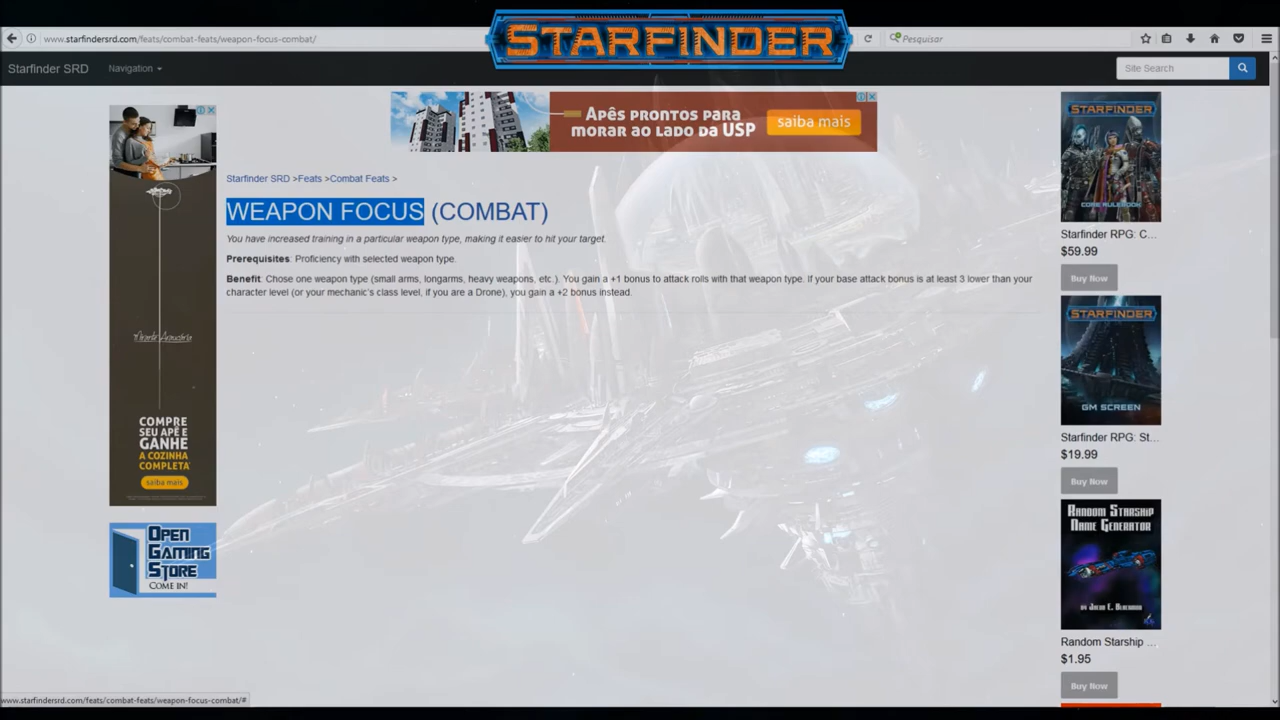 www.starfindersrd.com/feats/combat-feats/weapon-focus-combat/
STARFINDER
Pesquisar
Starfinder SRD
Navigation
Site Search
APÊS PRONTOS PARA
MORAR AO LADO DA USP
saiba mais
Starfinder SRD >Feats >Combat Feats >
WEAPON FOCUS (COMBAT)
You have increased training in a particular weapon type, making it easier to hit your target.
Prerequisites: Proficiency with selected weapon type.
Benefit: Chose one weapon type (small arms, longarms, heavy weapons, etc.). You gain a +1 bonus to attack rolls with that weapon type. If your base attack bonus is at least 3 lower than your
character level (or your mechanic's class level, if you are a Drone), you gain a +2 bonus instead.
COMPRE
SEU APÊ E
GANHE
A COZINHA
COMPLETA
saiba mais
OPEN
GAMING
STORE
COME IN!
STARFINDER
CORE RULEBOOK
Starfinder RPG: C...
$59.99
Buy Now
STARFINDER
GM SCREEN
Starfinder RPG: St...
$19.99
Buy Now
RANDOM STARSHIP
NAME GENERATOR
Random Starship ...
$1.95
Buy Now
www.starfindersrd.com/feats/combat-feats/weapon-focus-combat/#